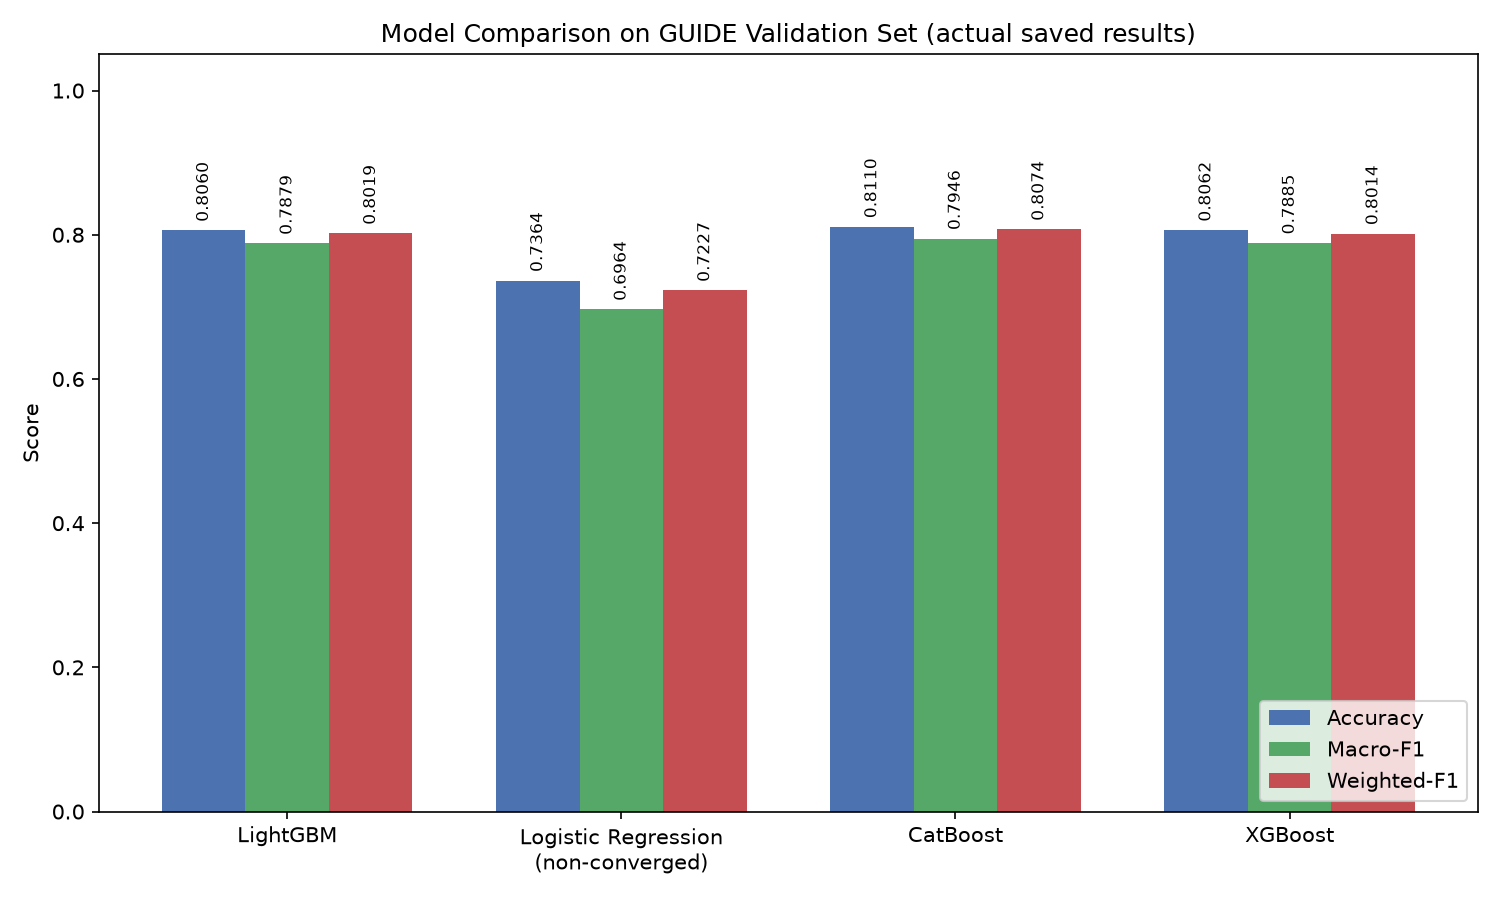 Model Comparison on GUIDE Validation Set (actual saved results)
1.0
0.8
0.6
0.4
0.2
0.0
Score
0.8060
0.7879
0.8019
0.7364
0.6964
0.7227
0.8110
0.7946
0.8074
0.8062
0.7885
0.8014
Accuracy
Macro-F1
Weighted-F1
LightGBM
Logistic Regression
(non-converged)
CatBoost
XGBoost